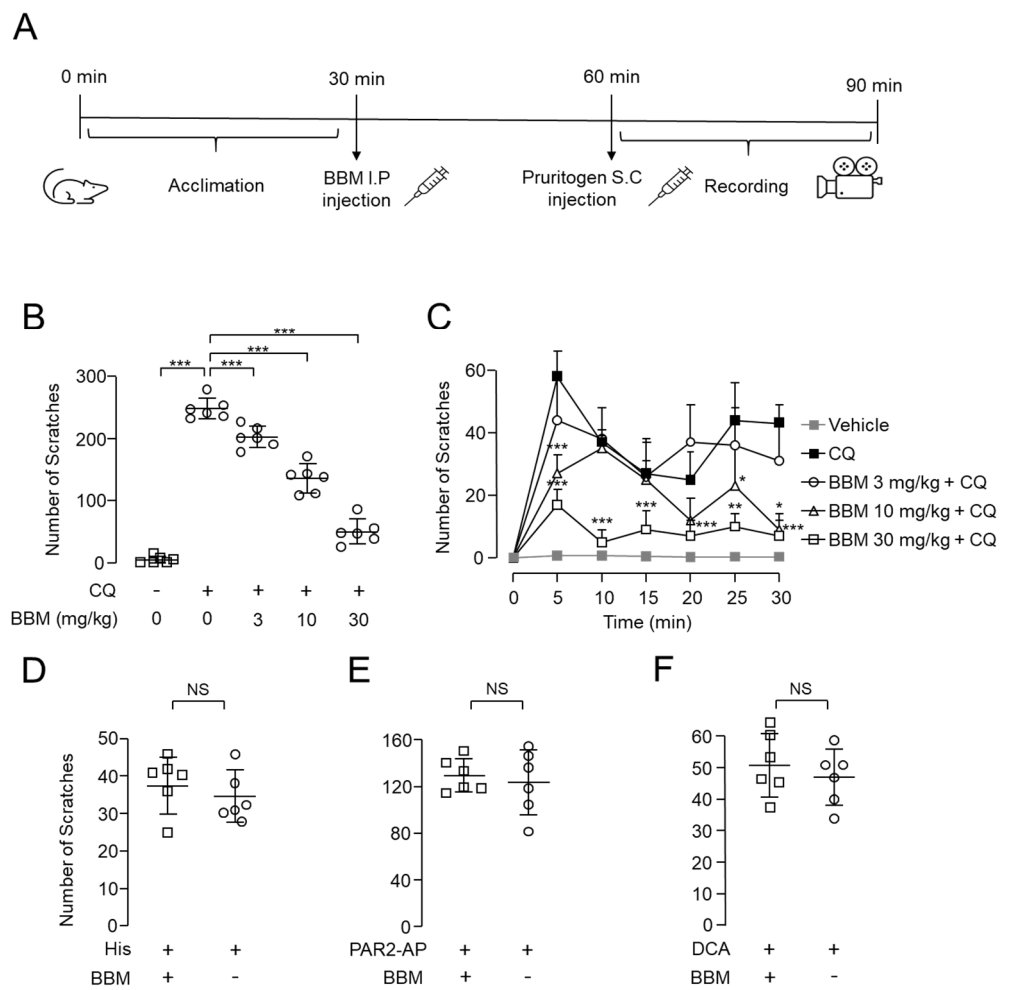 A
0 min
30 min
60 min
90 min
Acclimation
BBM I.P
injection
Pruritogen S.C
injection
Recording
B
Number of Scratches
300
200
100
0
***
***
***
***
CQ - + + + +
BBM (mg/kg) 0 0 3 10 30
C
Number of Scratches
60
40
20
0
***
***
***
***
***
**
*
*
***
0 5 10 15 20 25 30
Time (min)
Vehicle
CQ
BBM 3 mg/kg + CQ
BBM 10 mg/kg + CQ
BBM 30 mg/kg + CQ
D
NS
Number of Scratches
50
40
30
20
10
0
His + +
BBM + -
E
NS
160
120
80
40
0
PAR2-AP + +
BBM + -
F
NS
60
50
40
30
20
10
0
DCA + +
BBM + -